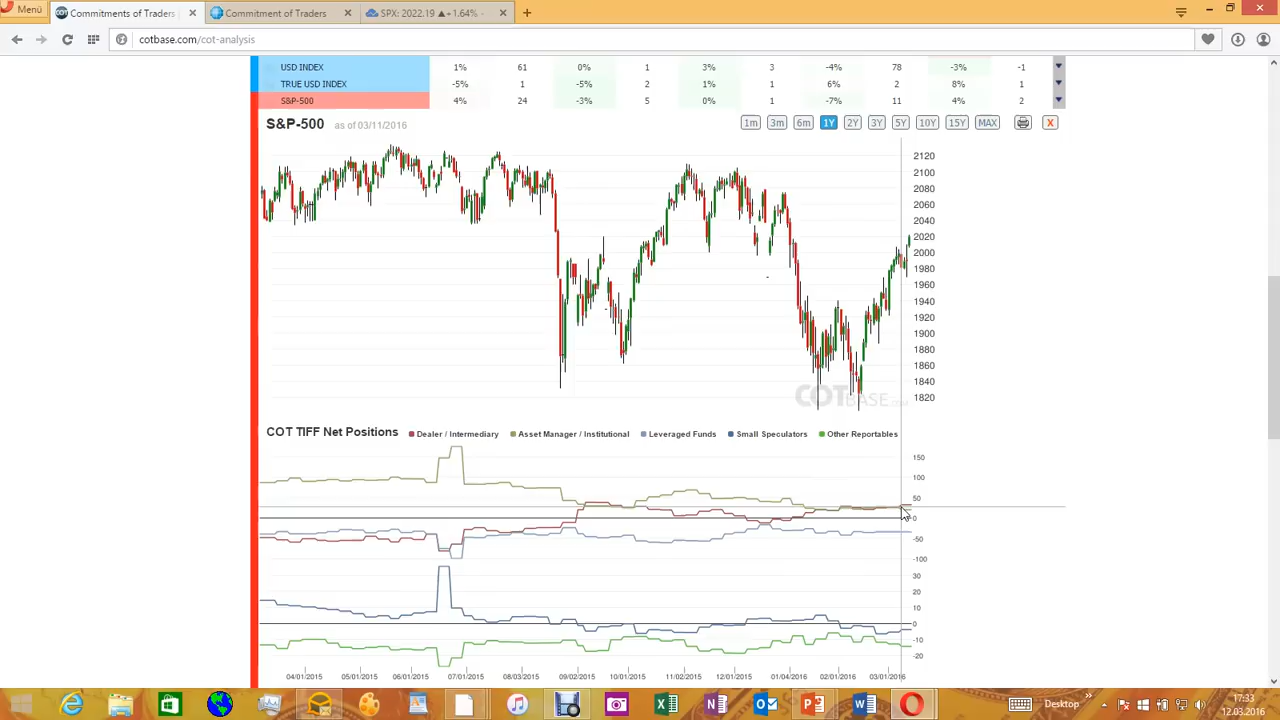 Menü
Commitments of Traders
Commitment of Traders
SPX: 2022.19 ▲+1.64%
cotbase.com/cot-analysis
USD INDEX 1% 61 0% 1 3% 3 -4% 78 -3% -1
TRUE USD INDEX -5% 1 -5% 2 1% 1 6% 2 8% 1
S&P-500 4% 24 -3% 5 0% 1 -7% 11 4% 2
S&P-500 as of 03/11/2016
1m 3m 6m 1Y 2Y 3Y 5Y 10Y 15Y MAX X
2120
2100
2080
2060
2040
2020
2000
1980
1960
1940
1920
1900
1880
1860
1840
1820
COTBASE.COM
COT TIFF Net Positions
Dealer / Intermediary
Asset Manager / Institutional
Leveraged Funds
Small Speculators
Other Reportables
150
100
50
0
-50
-100
30
20
10
0
-10
-20
04/01/2015 05/01/2015 06/01/2015 07/01/2015 08/03/2015 09/02/2015 10/01/2015 11/02/2015 12/01/2015 01/04/2016 02/01/2016 03/01/2016
Desktop
17:33
12.03.2016